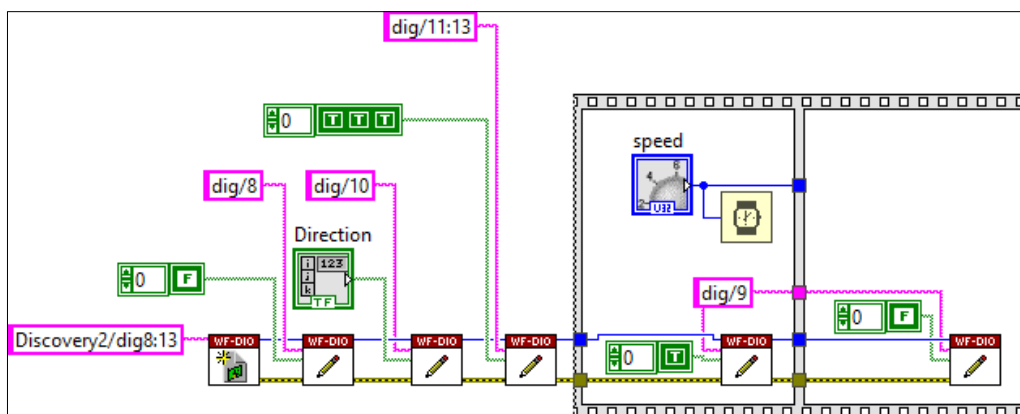 dig/11:13
0 T T T
speed
2 4 6
U32
dig/8
dig/10
Direction
i 123
j
k
TF
0 F
dig/9
0 F
Discovery2/dig8:13
WF-DIO
WF-DIO
WF-DIO
WF-DIO
0 T
WF-DIO
WF-DIO